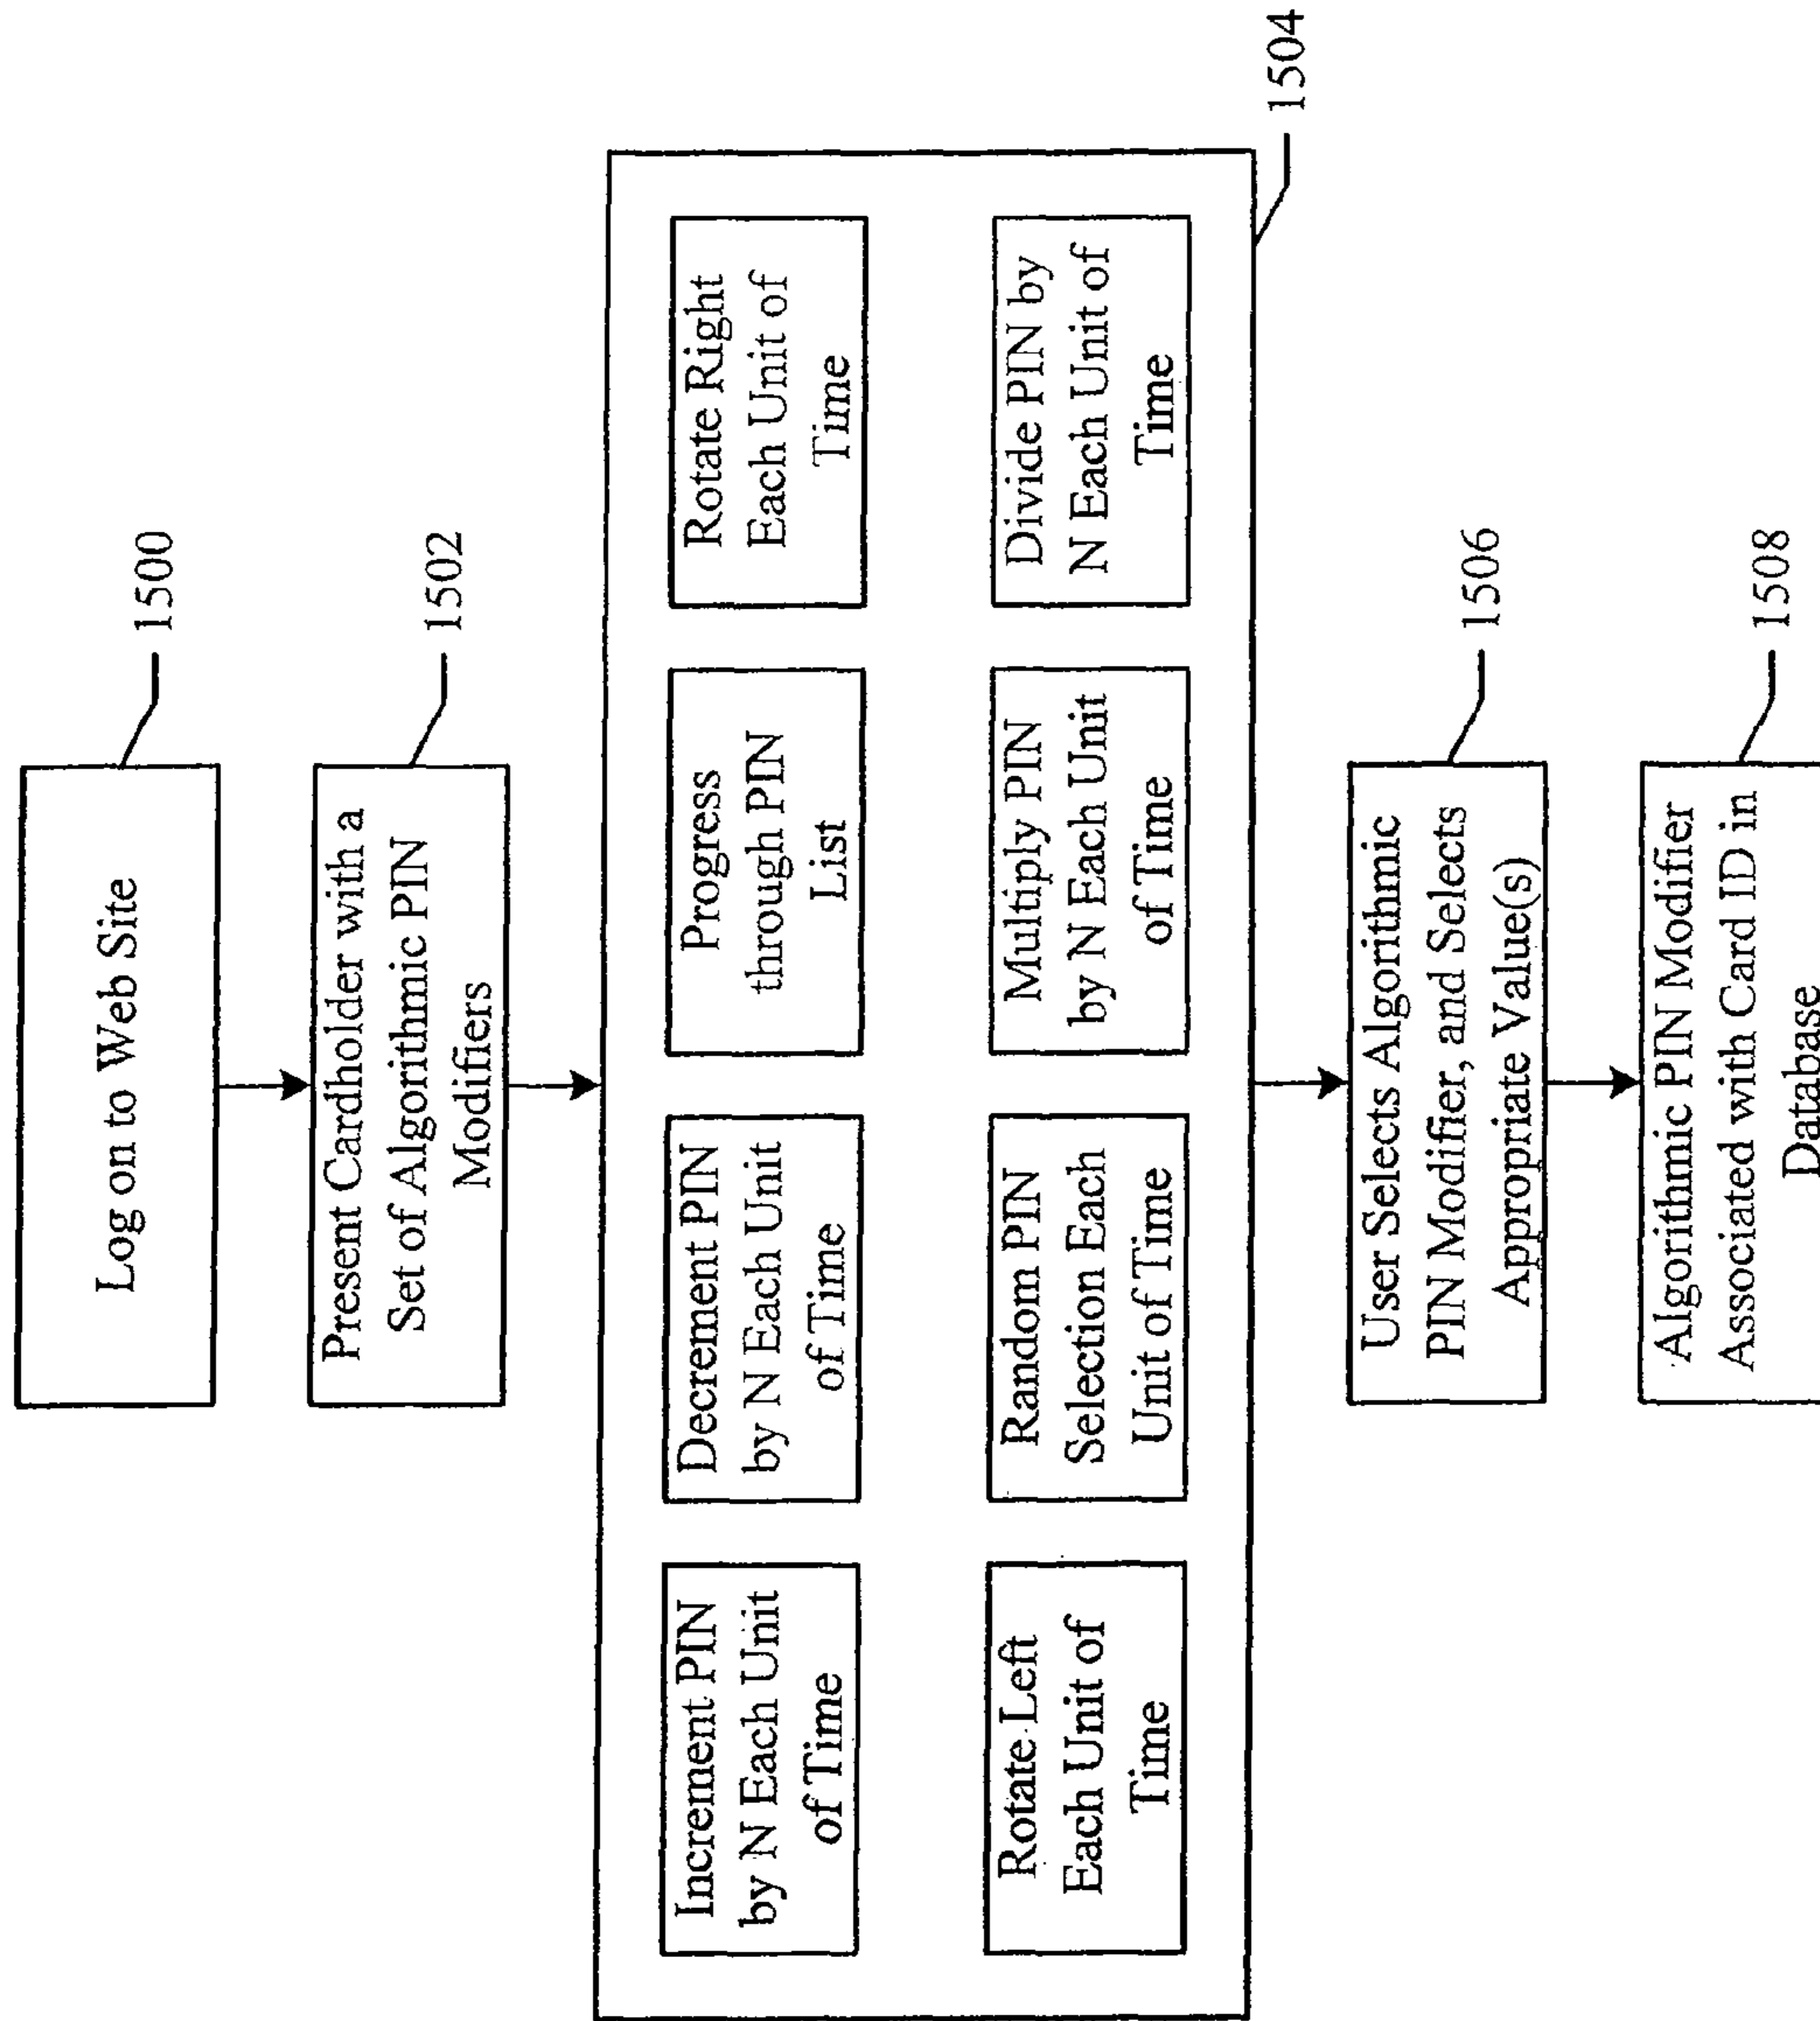 Log on to Web Site
1500
Present Cardholder with a
Set of Algorithmic PIN
Modifiers
1502
Increment PIN
by N Each Unit
of Time
Decrement PIN
by N Each Unit
of Time
Progress
through PIN
List
Rotate Right
Each Unit of
Time
Rotate Left
Each Unit of
Time
Random PIN
Selection Each
Unit of Time
Multiply PIN
by N Each Unit
of Time
Divide PIN by
N Each Unit of
Time
1504
User Selects Algorithmic
PIN Modifier, and Selects
Appropriate Value(s)
1506
Algorithmic PIN Modifier
Associated with Card ID in
Database
1508